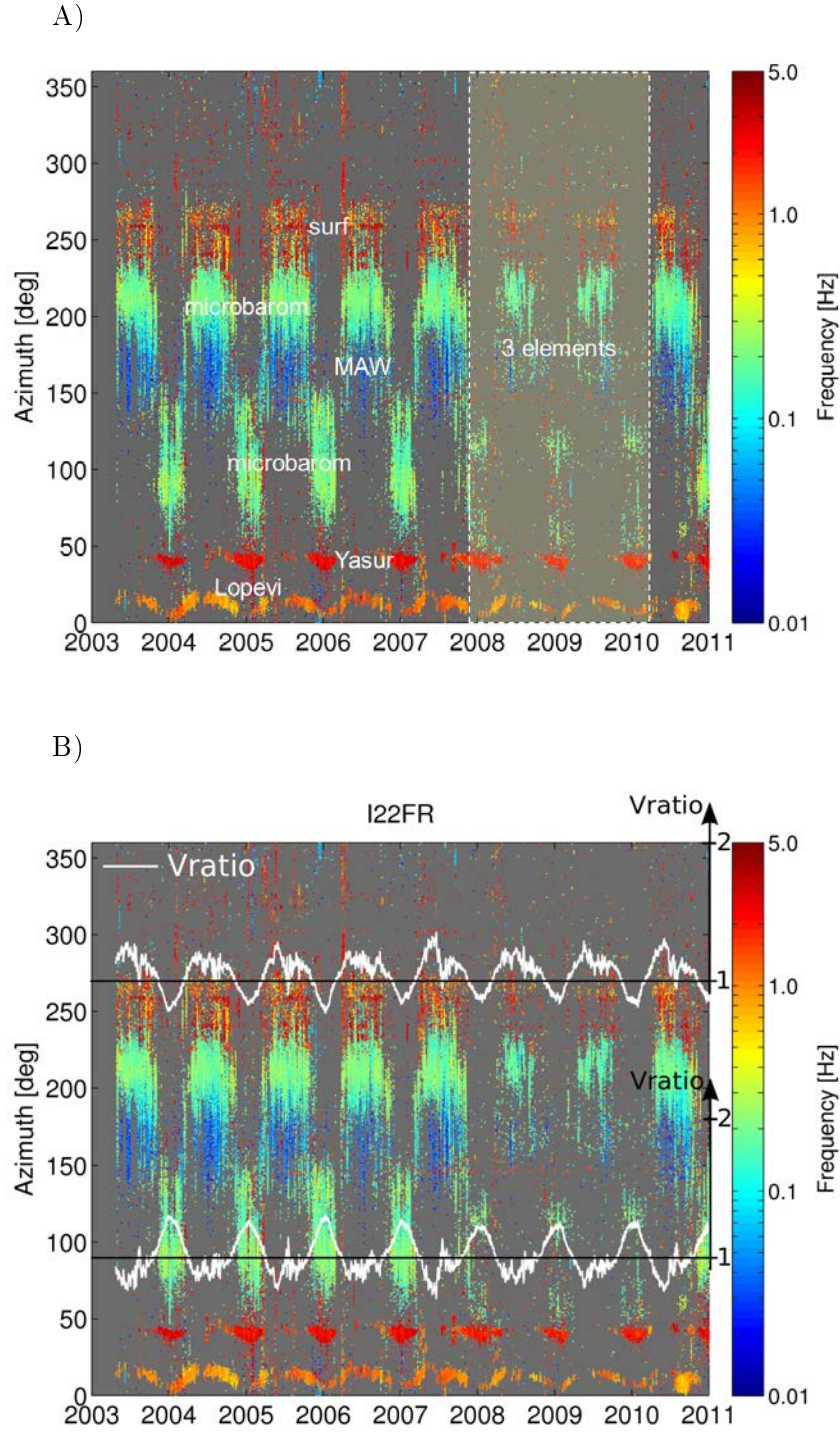 A)
350
300
250
200
150
100
50
0
Azimuth [deg]
surf
microbarom
MAW
3 elements
microbarom
Yasur
Lopevi
2003 2004 2005 2006 2007 2008 2009 2010 2011
5.0
1.0
0.1
0.01
Frequency [Hz]
B)
I22FR
Vratio
2
1
Vratio
2
1
Vratio
350
300
250
200
150
100
50
0
Azimuth [deg]
2003 2004 2005 2006 2007 2008 2009 2010 2011
5.0
1.0
0.1
0.01
Frequency [Hz]